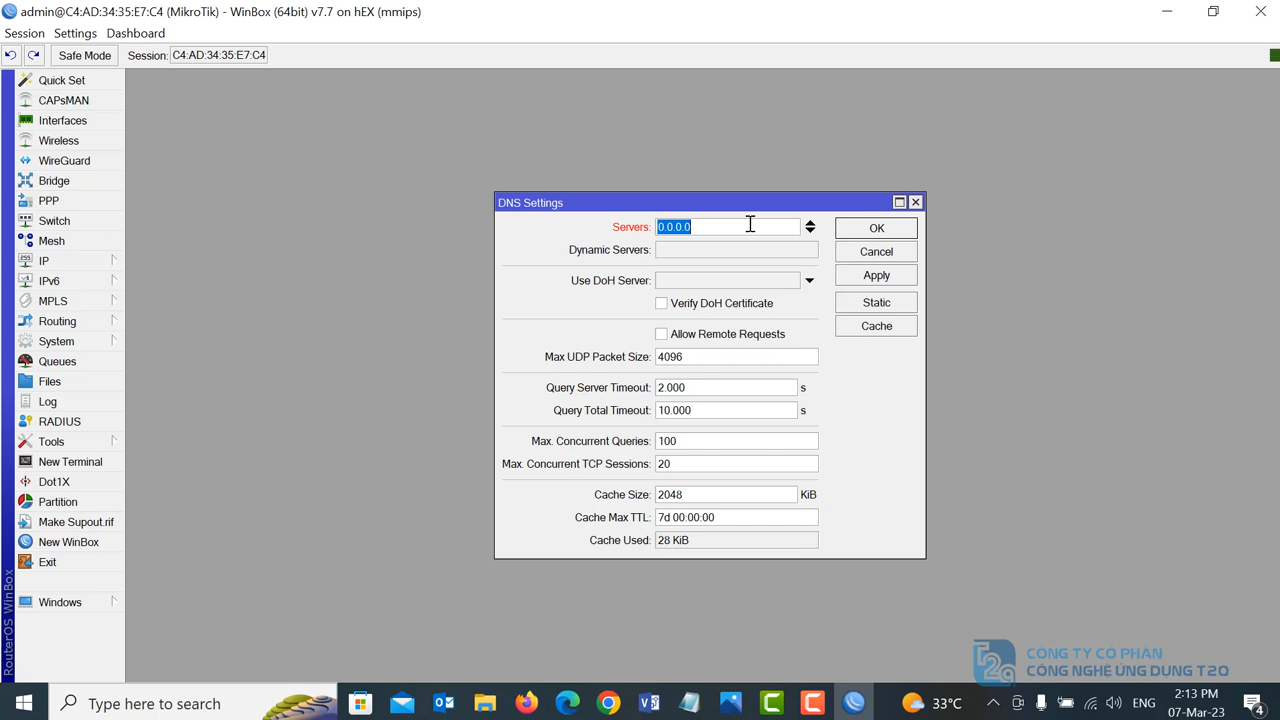 admin@C4:AD:34:35:E7:C4 (MikroTik) - WinBox (64bit) v7.7 on hEX (mmips)
Session Settings Dashboard
Safe Mode Session: C4:AD:34:35:E7:C4
Quick Set
CAPsMAN
Interfaces
Wireless
WireGuard
Bridge
PPP
Switch
Mesh
IP
IPv6
MPLS
Routing
System
Queues
Files
Log
RADIUS
Tools
New Terminal
Dot1X
Partition
Make Supout.rif
New WinBox
Exit
Windows
RouterOS WinBox
DNS Settings
Servers: 0.0.0.0
Dynamic Servers:
Use DoH Server:
Verify DoH Certificate
Allow Remote Requests
Max UDP Packet Size: 4096
Query Server Timeout: 2.000 s
Query Total Timeout: 10.000 s
Max. Concurrent Queries: 100
Max. Concurrent TCP Sessions: 20
Cache Size: 2048 KiB
Cache Max TTL: 7d 00:00:00
Cache Used: 28 KiB
OK
Cancel
Apply
Static
Cache
CÔNG TY CỔ PHẦN
CÔNG NGHỆ ỨNG DỤNG T2Q
Type here to search
33°C
ENG
2:13 PM
07-Mar-23
4